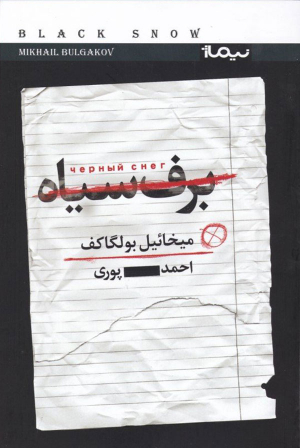 BLACK SNOW
MIKHAIL BULGAKOV
نیماژ
черный снег
برف سیاه
میخائیل بولگاکف
احمد پوری